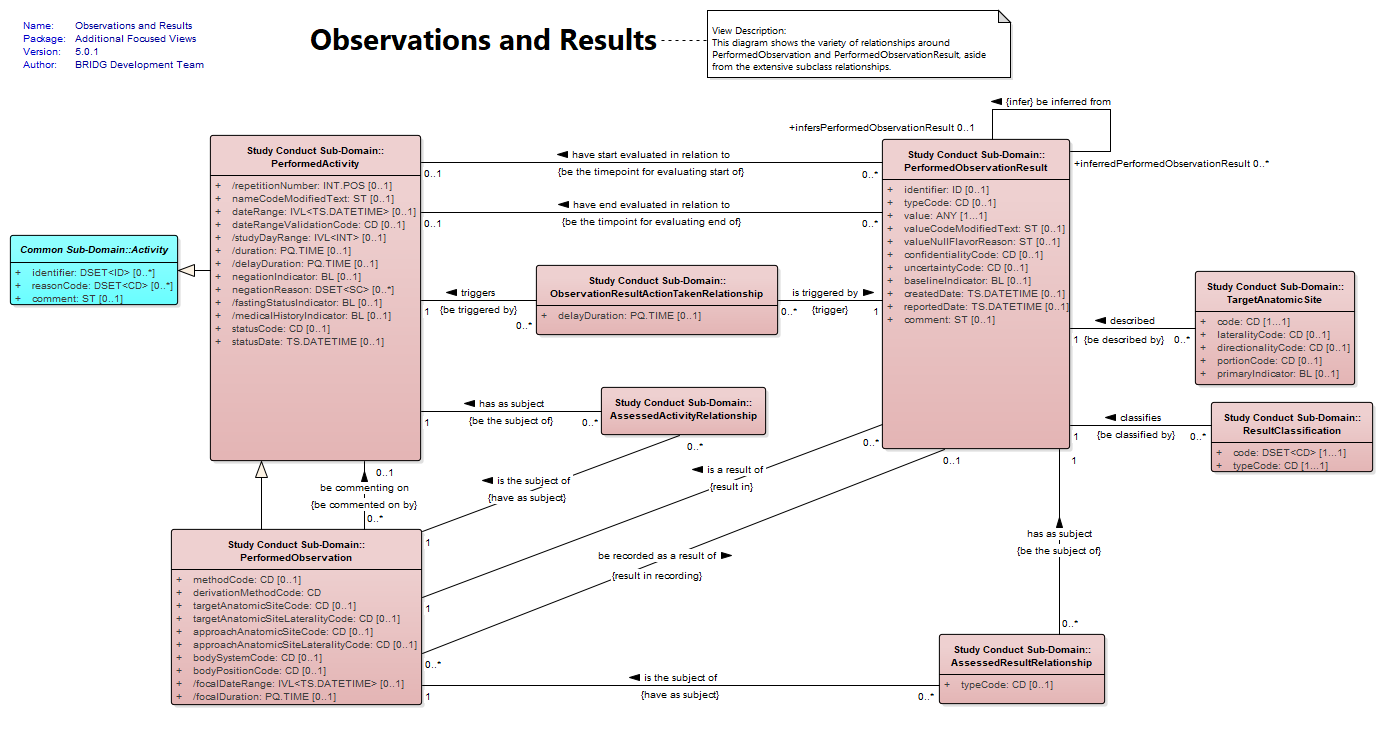 Name: Observations and Results
Package: Additional Focused Views
Version: 5.0.1
Author: BRIDG Development Team
Observations and Results
View Description:
This diagram shows the variety of relationships around
PerformedObservation and PerformedObservationResult, aside
from the extensive subclass relationships.
{infer} be inferred from
+infersPerformedObservationResult 0..1
+inferredPerformedObservationResult 0..*
Common Sub-Domain::Activity
+ identifier: DSET<ID> [0..*]
+ reasonCode: DSET<CD> [0..*]
+ comment: ST [0..1]
Study Conduct Sub-Domain::
PerformedActivity
+ /repetitionNumber: INT.POS [0..1]
+ nameCodeModifiedText: ST [0..1]
+ dateRange: IVL<TS.DATETIME> [0..1]
+ dateRangeValidationCode: CD [0..1]
+ /studyDayRange: IVL<INT> [0..1]
+ /duration: PQ.TIME [0..1]
+ /delayDuration: PQ.TIME [0..1]
+ negationIndicator: BL [0..1]
+ negationReason: DSET<SC> [0..*]
+ /fastingStatusIndicator: BL [0..1]
+ /medicalHistoryIndicator: BL [0..1]
+ statusCode: CD [0..1]
+ statusDate: TS.DATETIME [0..1]
have start evaluated in relation to
0..1 {be the timepoint for evaluating start of} 0..*
have end evaluated in relation to
0..1 {be the timpoint for evaluating end of} 0..*
Study Conduct Sub-Domain::
PerformedObservationResult
+ identifier: ID [0..1]
+ typeCode: CD [0..1]
+ value: ANY [1...1]
+ valueCodeModifiedText: ST [0..1]
+ valueNullFlavorReason: ST [0..1]
+ confidentialityCode: CD [0..1]
+ uncertaintyCode: CD [0..1]
+ baselineIndicator: BL [0..1]
+ createdDate: TS.DATETIME [0..1]
+ reportedDate: TS.DATETIME [0..1]
+ comment: ST [0..1]
Study Conduct Sub-Domain::
ObservationResultActionTakenRelationship
+ delayDuration: PQ.TIME [0..1]
triggers
1 {be triggered by}
0..*
is triggered by
0..* {trigger} 1
Study Conduct Sub-Domain::
TargetAnatomicSite
+ code: CD [1...1]
+ lateralityCode: CD [0..1]
+ directionalityCode: CD [0..1]
+ portionCode: CD [0..1]
+ primaryIndicator: BL [0..1]
described
1 {be described by} 0..*
Study Conduct Sub-Domain::
AssessedActivityRelationship
has as subject
1 {be the subject of} 0..*
Study Conduct Sub-Domain::
ResultClassification
+ code: DSET<CD> [1...1]
+ typeCode: CD [1...1]
classifies
1 {be classified by} 0..*
0..1
be commenting on
{be commented on by}
0..*
0..*
is the subject of
{have as subject}
1
0..*
is a result of
{result in}
1
0..1
be recorded as a result of
{result in recording}
0..*
1
has as subject
{be the subject of}
0..*
Study Conduct Sub-Domain::
PerformedObservation
+ methodCode: CD [0..1]
+ derivationMethodCode: CD
+ targetAnatomicSiteCode: CD [0..1]
+ targetAnatomicSiteLateralityCode: CD [0..1]
+ approachAnatomicSiteCode: CD [0..1]
+ approachAnatomicSiteLateralityCode: CD [0..1]
+ bodySystemCode: CD [0..1]
+ bodyPositionCode: CD [0..1]
+ /focalDateRange: IVL<TS.DATETIME> [0..1]
+ /focalDuration: PQ.TIME [0..1]
Study Conduct Sub-Domain::
AssessedResultRelationship
+ typeCode: CD [0..1]
is the subject of
1 {have as subject} 0..*